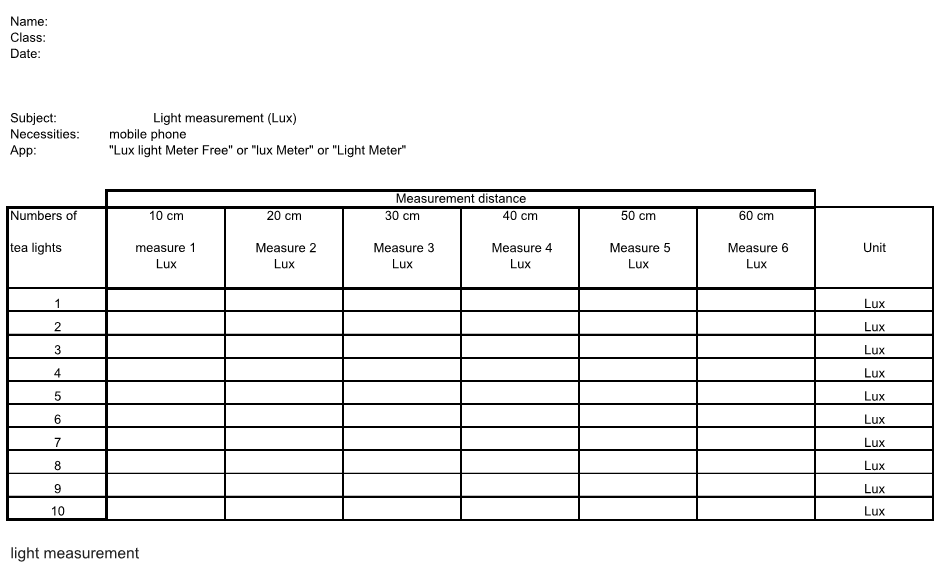 Name:
Class:
Date:
Subject: Light measurement (Lux)
Necessities: mobile phone
App: "Lux light Meter Free" or "lux Meter" or "Light Meter"
Measurement distance
Numbers of 10 cm 20 cm 30 cm 40 cm 50 cm 60 cm
tea lights measure 1 Measure 2 Measure 3 Measure 4 Measure 5 Measure 6 Unit
Lux Lux Lux Lux Lux Lux
1 Lux
2 Lux
3 Lux
4 Lux
5 Lux
6 Lux
7 Lux
8 Lux
9 Lux
10 Lux
light measurement